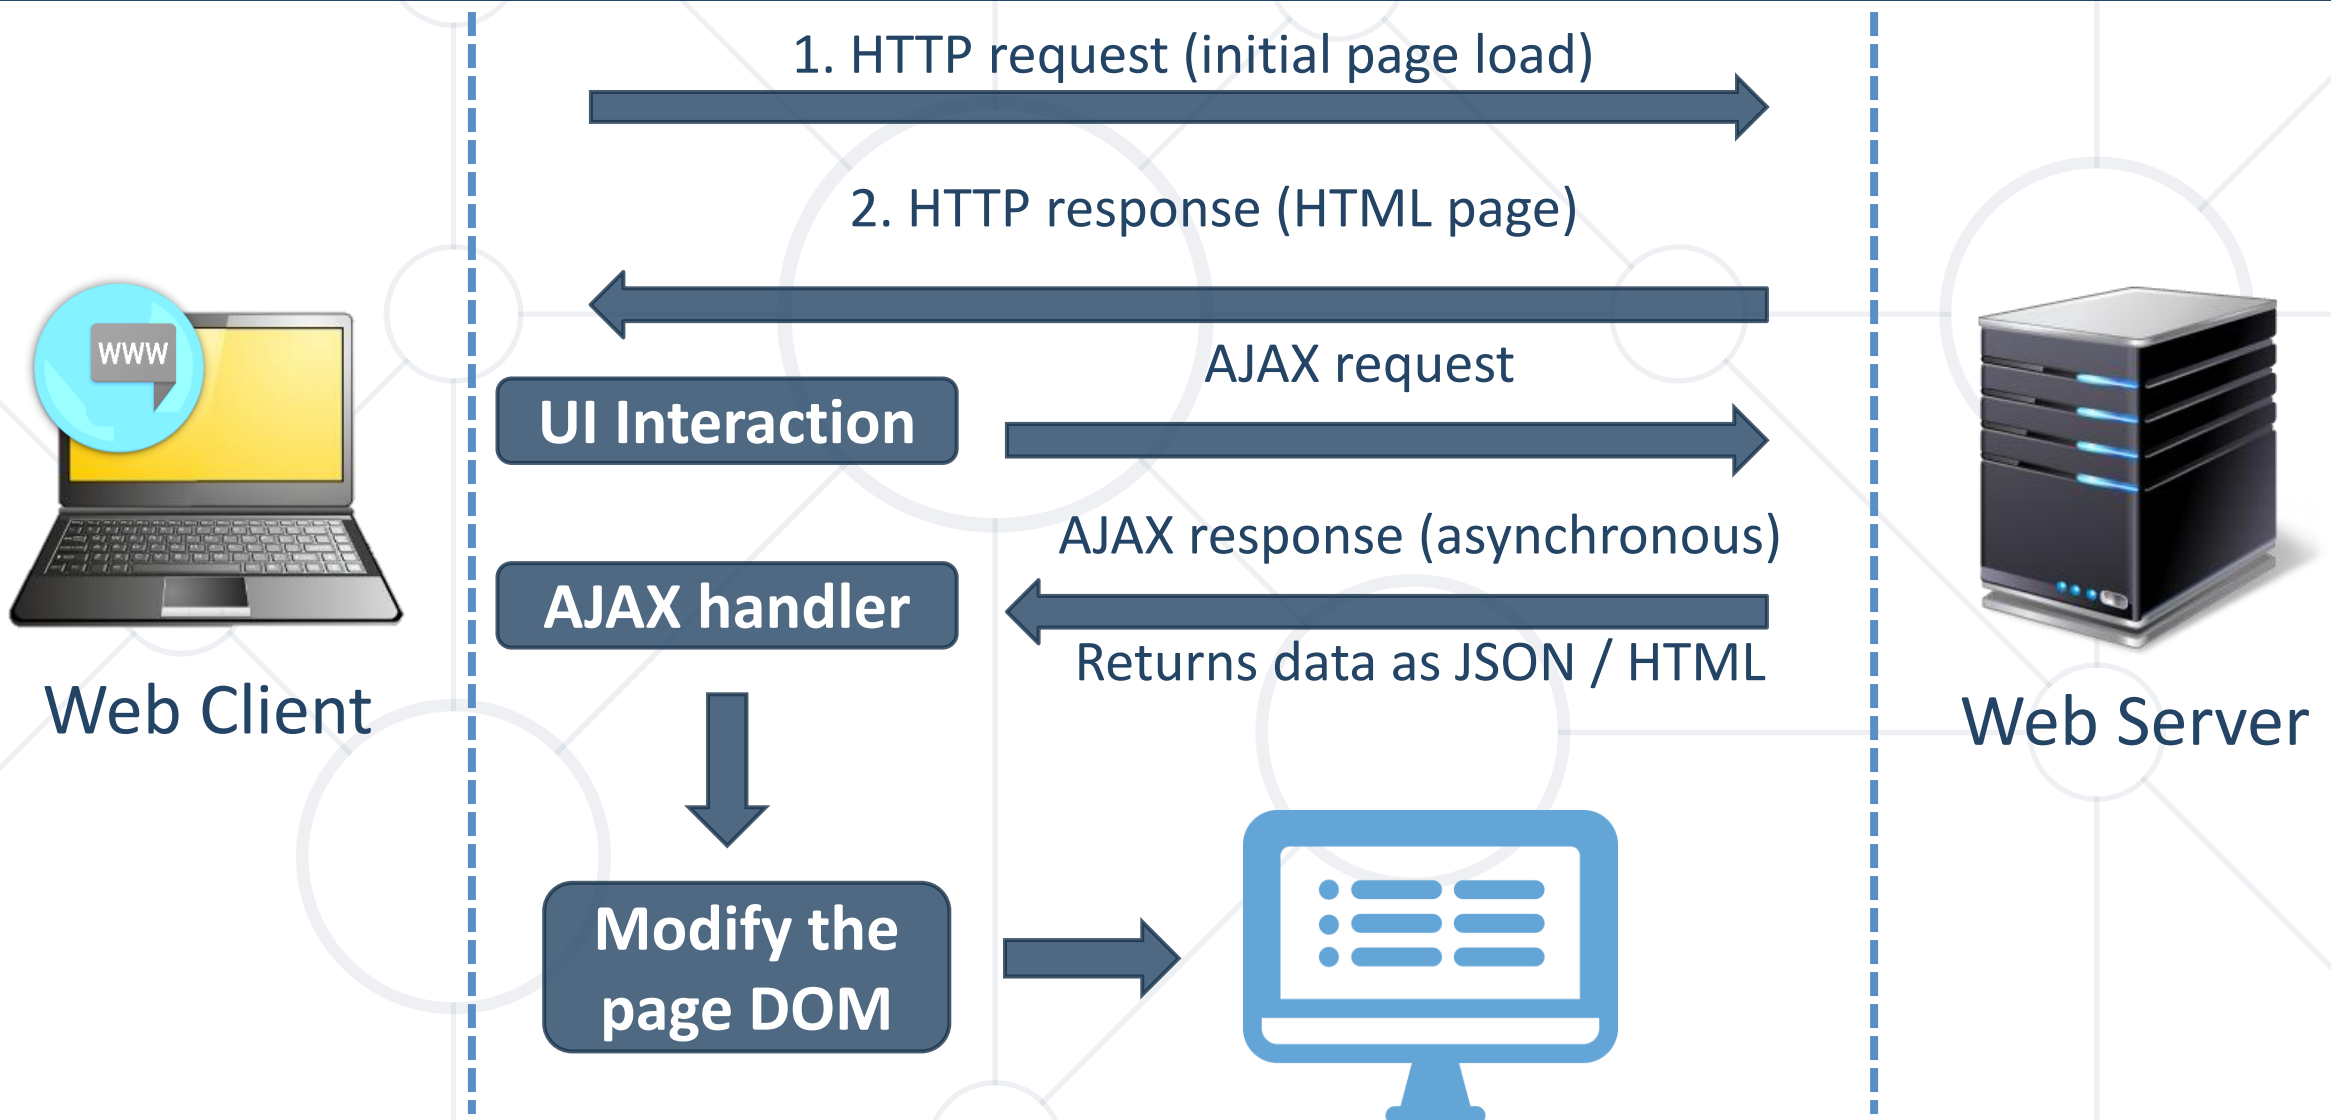 1. HTTP request (initial page load)
2. HTTP response (HTML page)
WWW
AJAX request
UI Interaction
AJAX response (asynchronous)
AJAX handler
Returns data as JSON / HTML
Web Client
Web Server
Modify the
page DOM